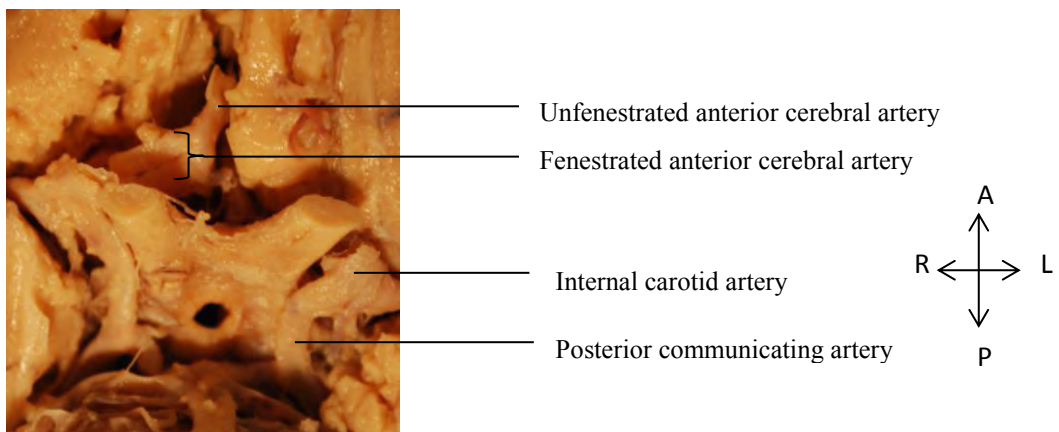 Unfenestrated anterior cerebral artery
Fenestrated anterior cerebral artery
A
R
L
Internal carotid artery
Posterior communicating artery
P